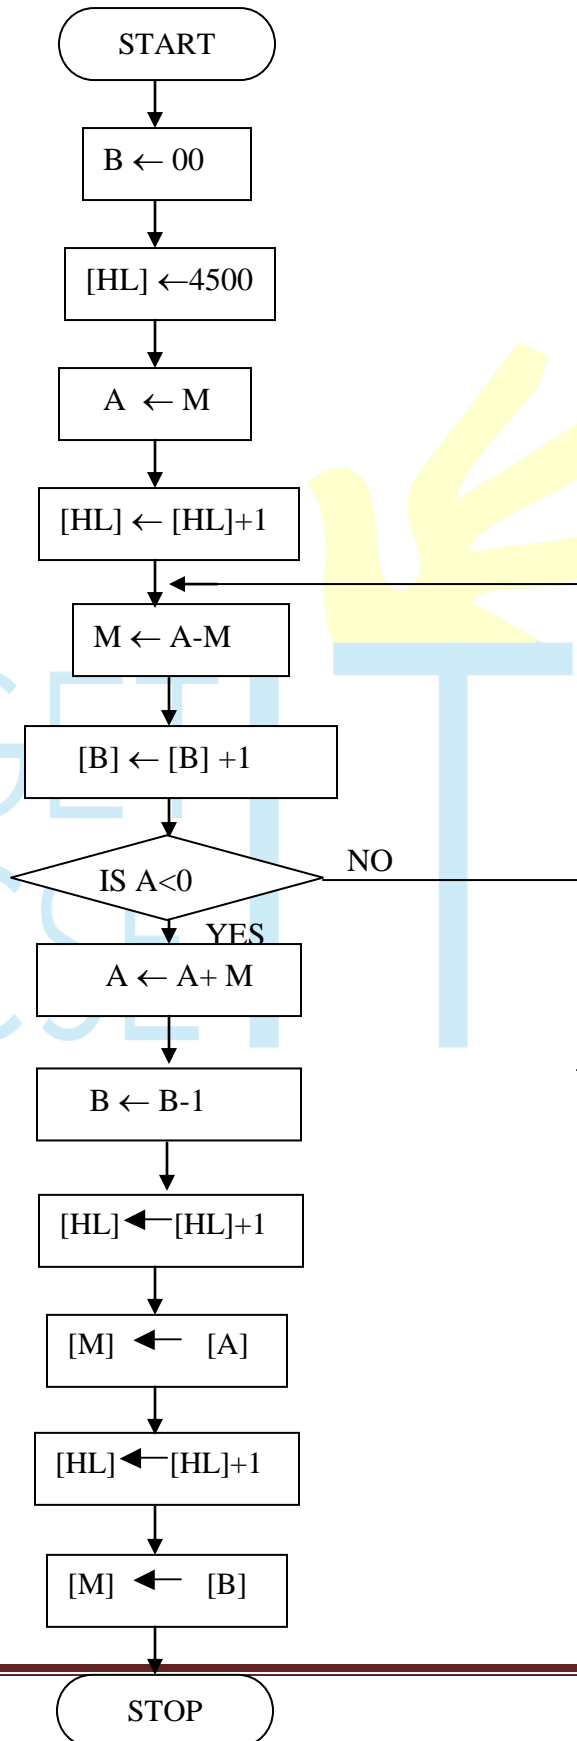 START
B ← 00
[HL] ←4500
A ← M
[HL] ← [HL]+1
M ← A-M
[B] ← [B] +1
IS A<0
NO
YES
A ← A+ M
B ← B-1
[HL] ← [HL]+1
[M] ← [A]
[HL] ← [HL]+1
[M] ← [B]
STOP